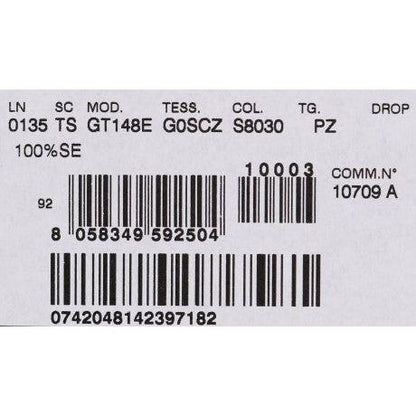 LN SC MOD. TESS. COL. TG. DROP
0135 TS GT148E G0SCZ S8030 PZ
100%SE
10003 COMM.N°
10709 A
92
8 058349 592504
0742048142397182